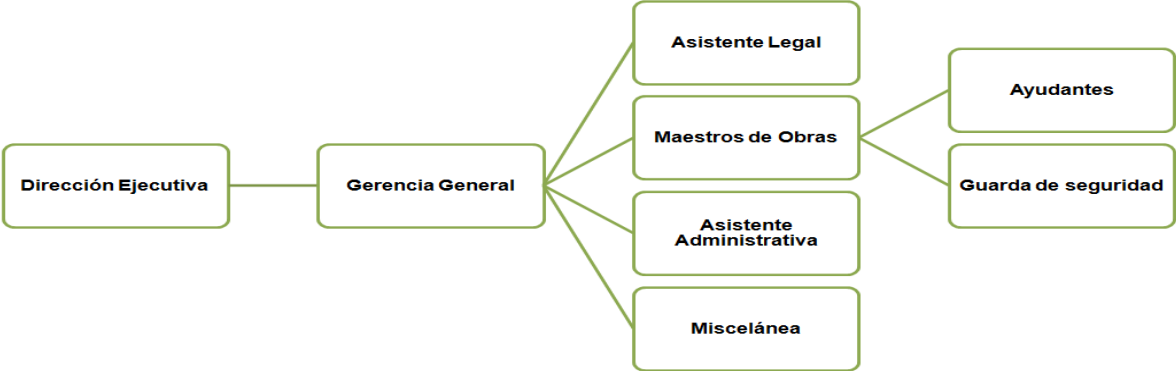 Dirección Ejecutiva
Gerencia General
Asistente Legal
Maestros de Obras
Asistente
Administrativa
Miscelánea
Ayudantes
Guarda de seguridad